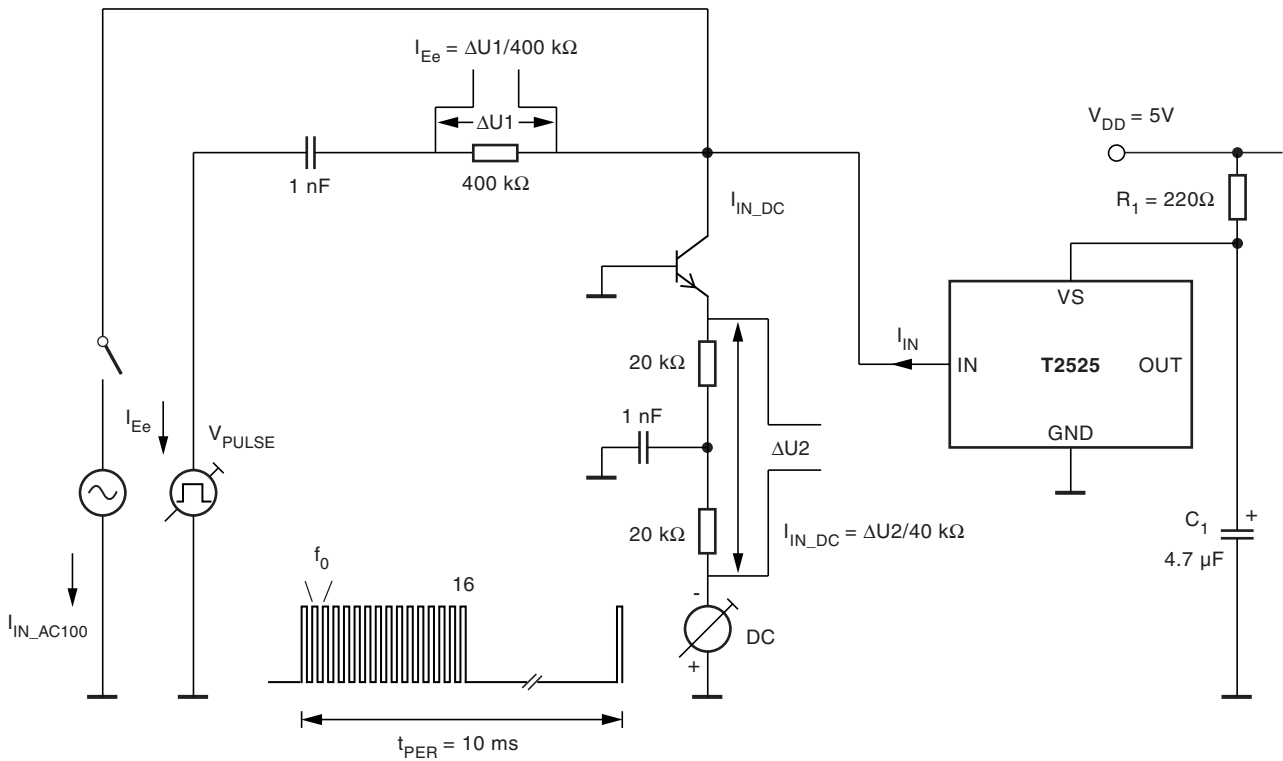 I_Ee = ΔU1/400 kΩ
ΔU1
1 nF
400 kΩ
V_DD = 5V
R_1 = 220Ω
I_IN_DC
VS
I_IN
IN
T2525
OUT
GND
20 kΩ
1 nF
ΔU2
20 kΩ
I_IN_DC = ΔU2/40 kΩ
C_1
+
4.7 µF
I_Ee
V_PULSE
I_IN_AC100
f_0
16
-
DC
+
t_PER = 10 ms